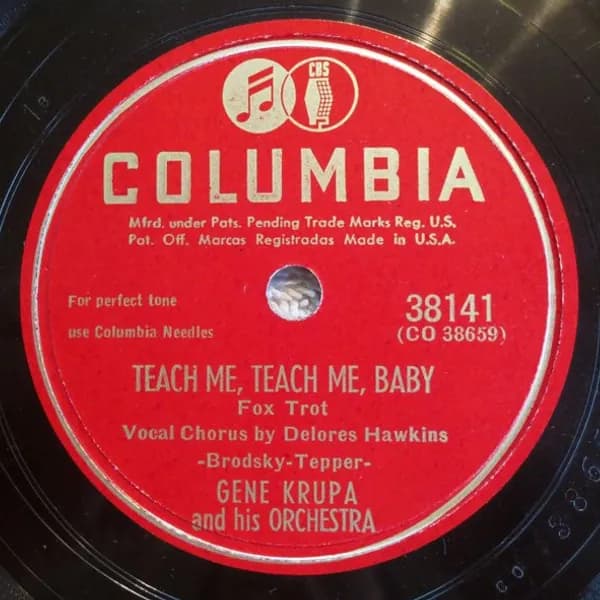 CBS
COLUMBIA
Mfrd. under Pats. Pending Trade Marks Reg. U.S.
Pat. Off. Marcas Registradas Made in U.S.A.
For perfect tone
use Columbia Needles
38141
(CO 38659)
TEACH ME, TEACH ME, BABY
Fox Trot
Vocal Chorus by Delores Hawkins
-Brodsky-Tepper-
GENE KRUPA
and his ORCHESTRA